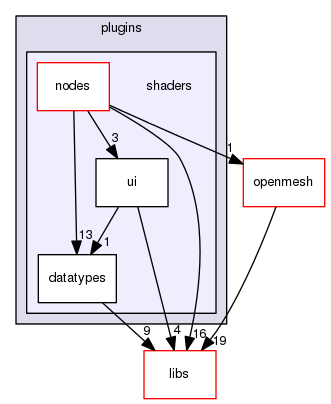 plugins
nodes
shaders
3
1
ui
openmesh
13
1
datatypes
9
4
16
19
libs